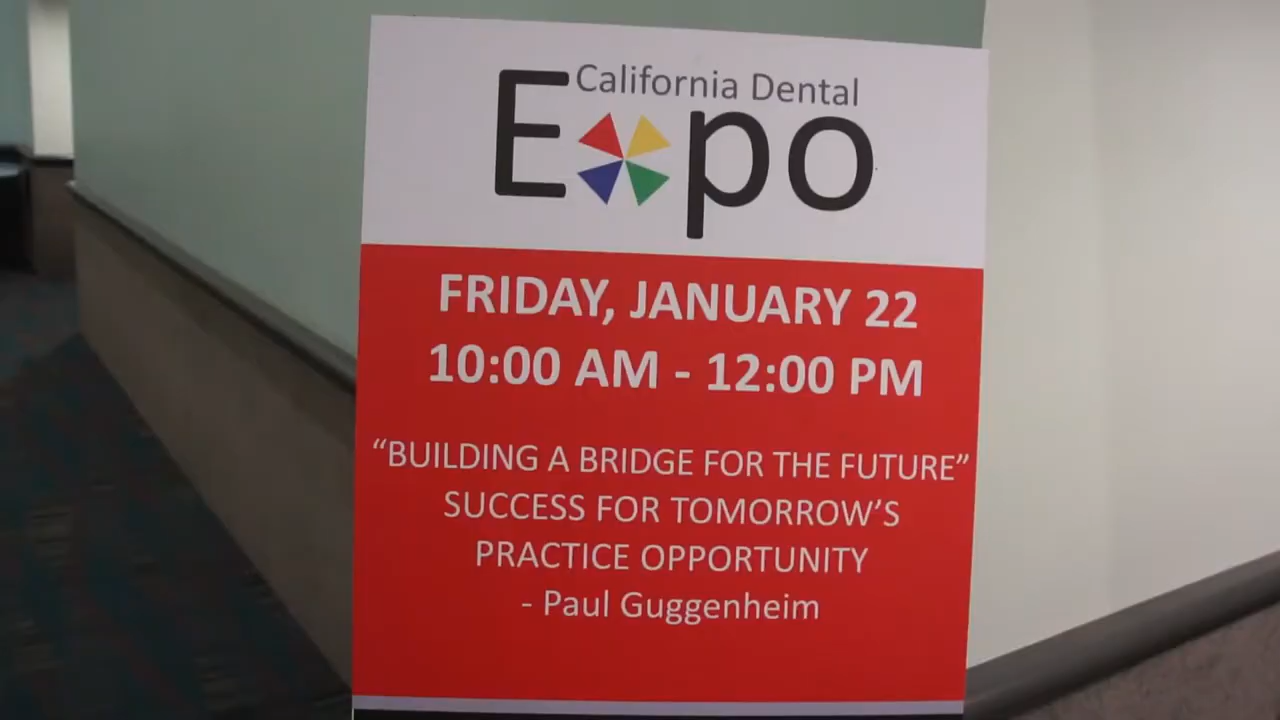 California Dental
Expo
FRIDAY, JANUARY 22
10:00 AM - 12:00 PM
“BUILDING A BRIDGE FOR THE FUTURE”
SUCCESS FOR TOMORROW’S
PRACTICE OPPORTUNITY
- Paul Guggenheim